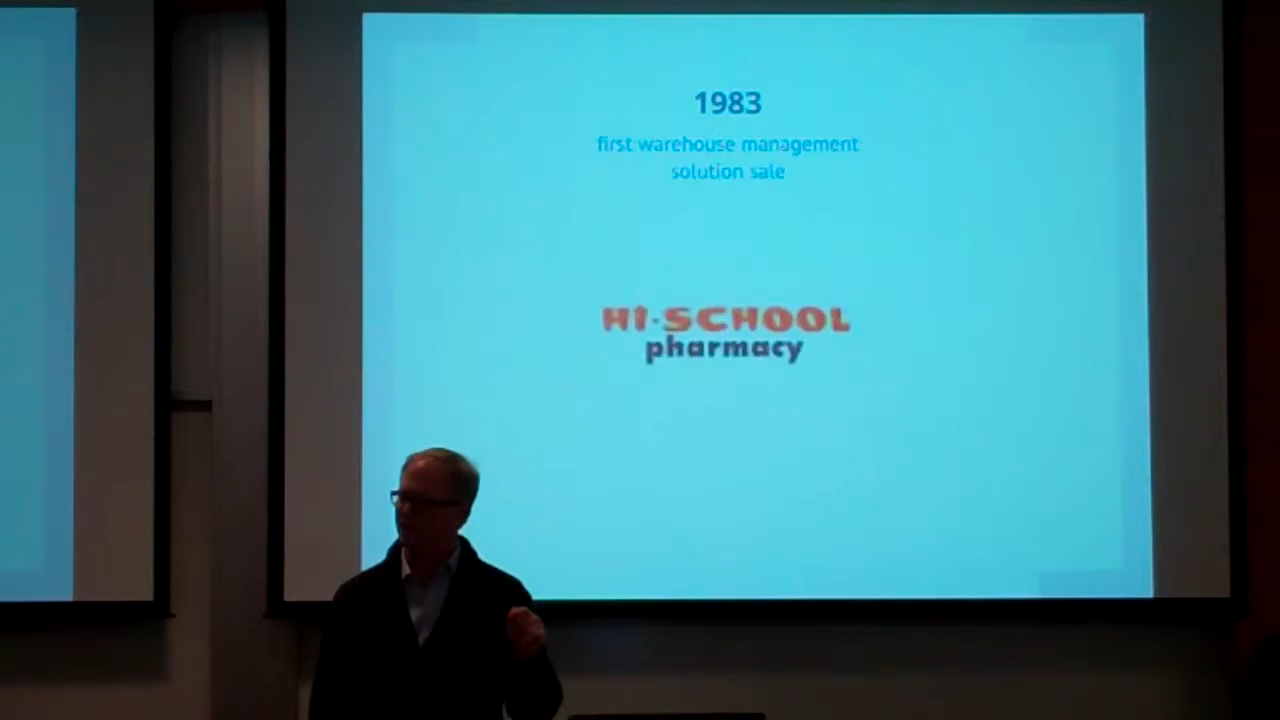 1983
first warehouse management
solution sale
HI-SCHOOL
pharmacy